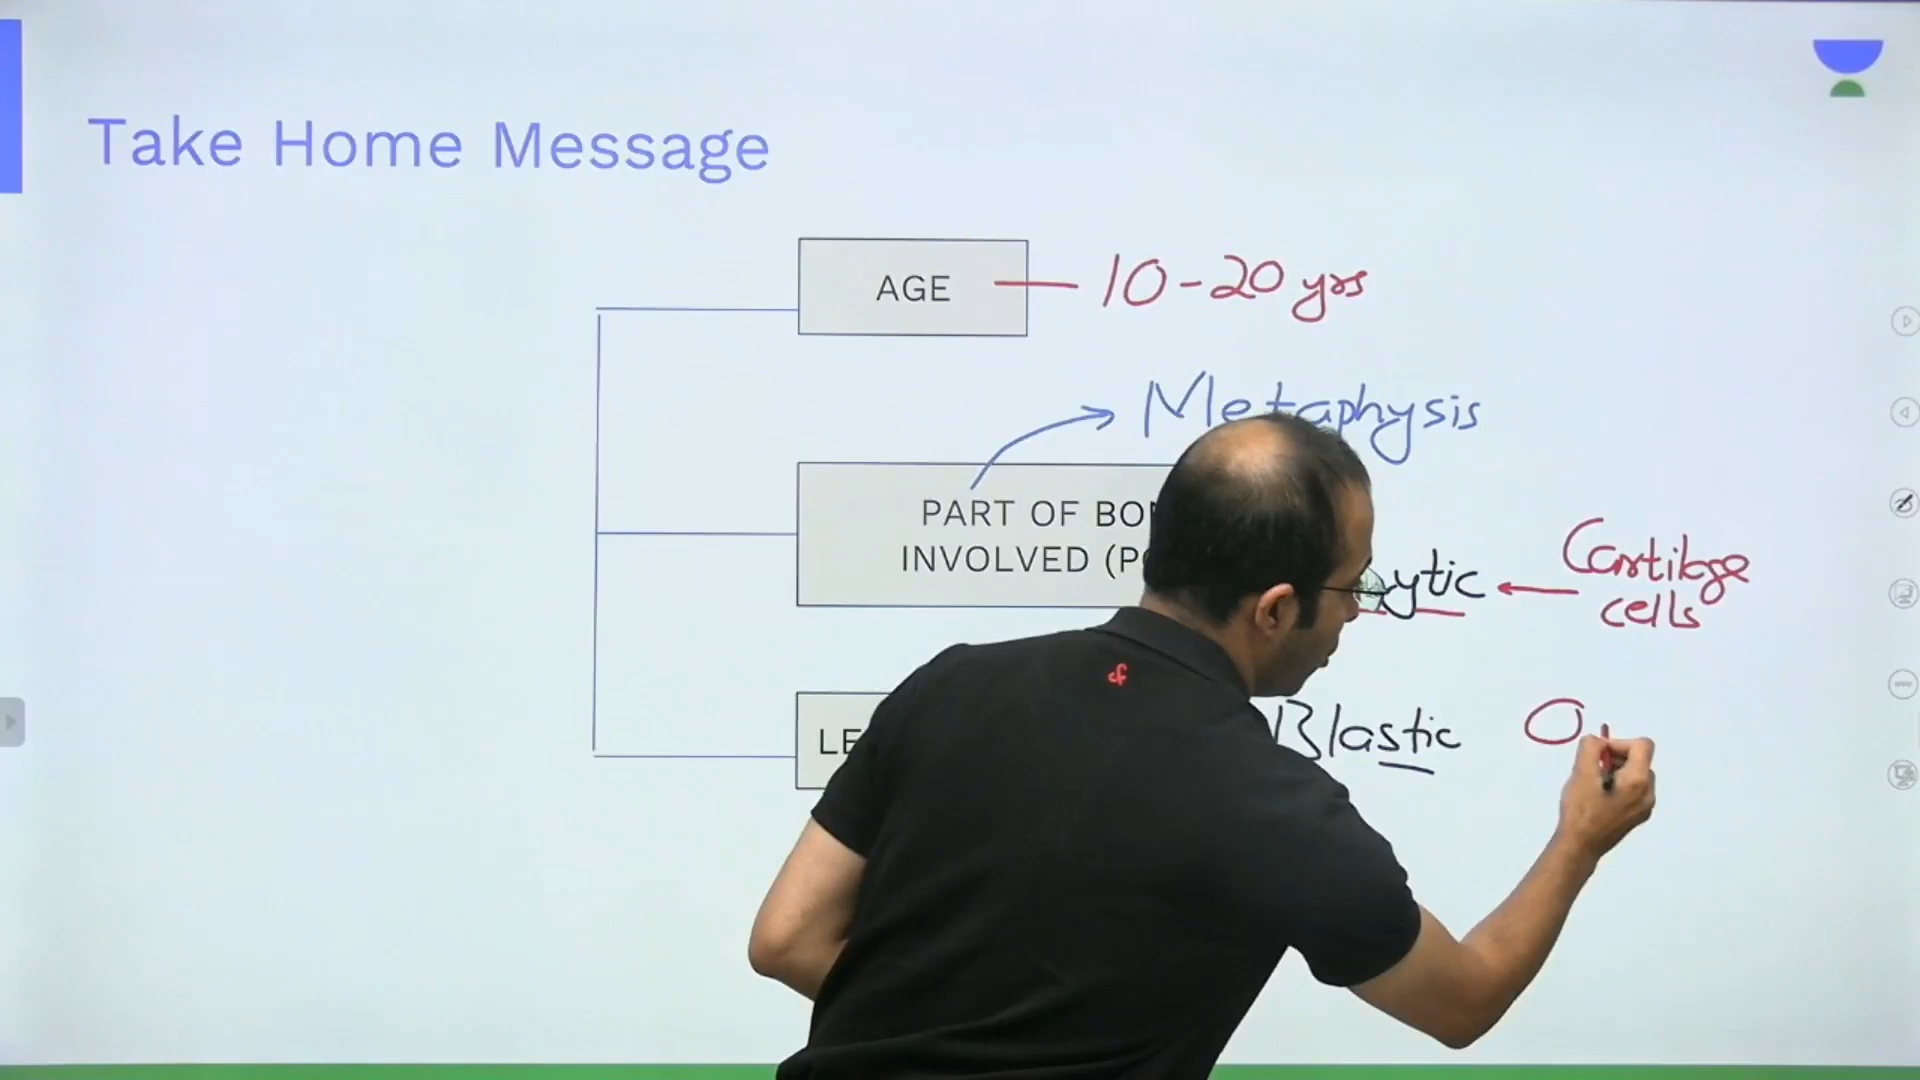 Take Home Message
AGE
10-20 yrs
Metaphysis
PART OF BO
INVOLVED (P
ytic
Cartilage
cells
LE
Blastic
O